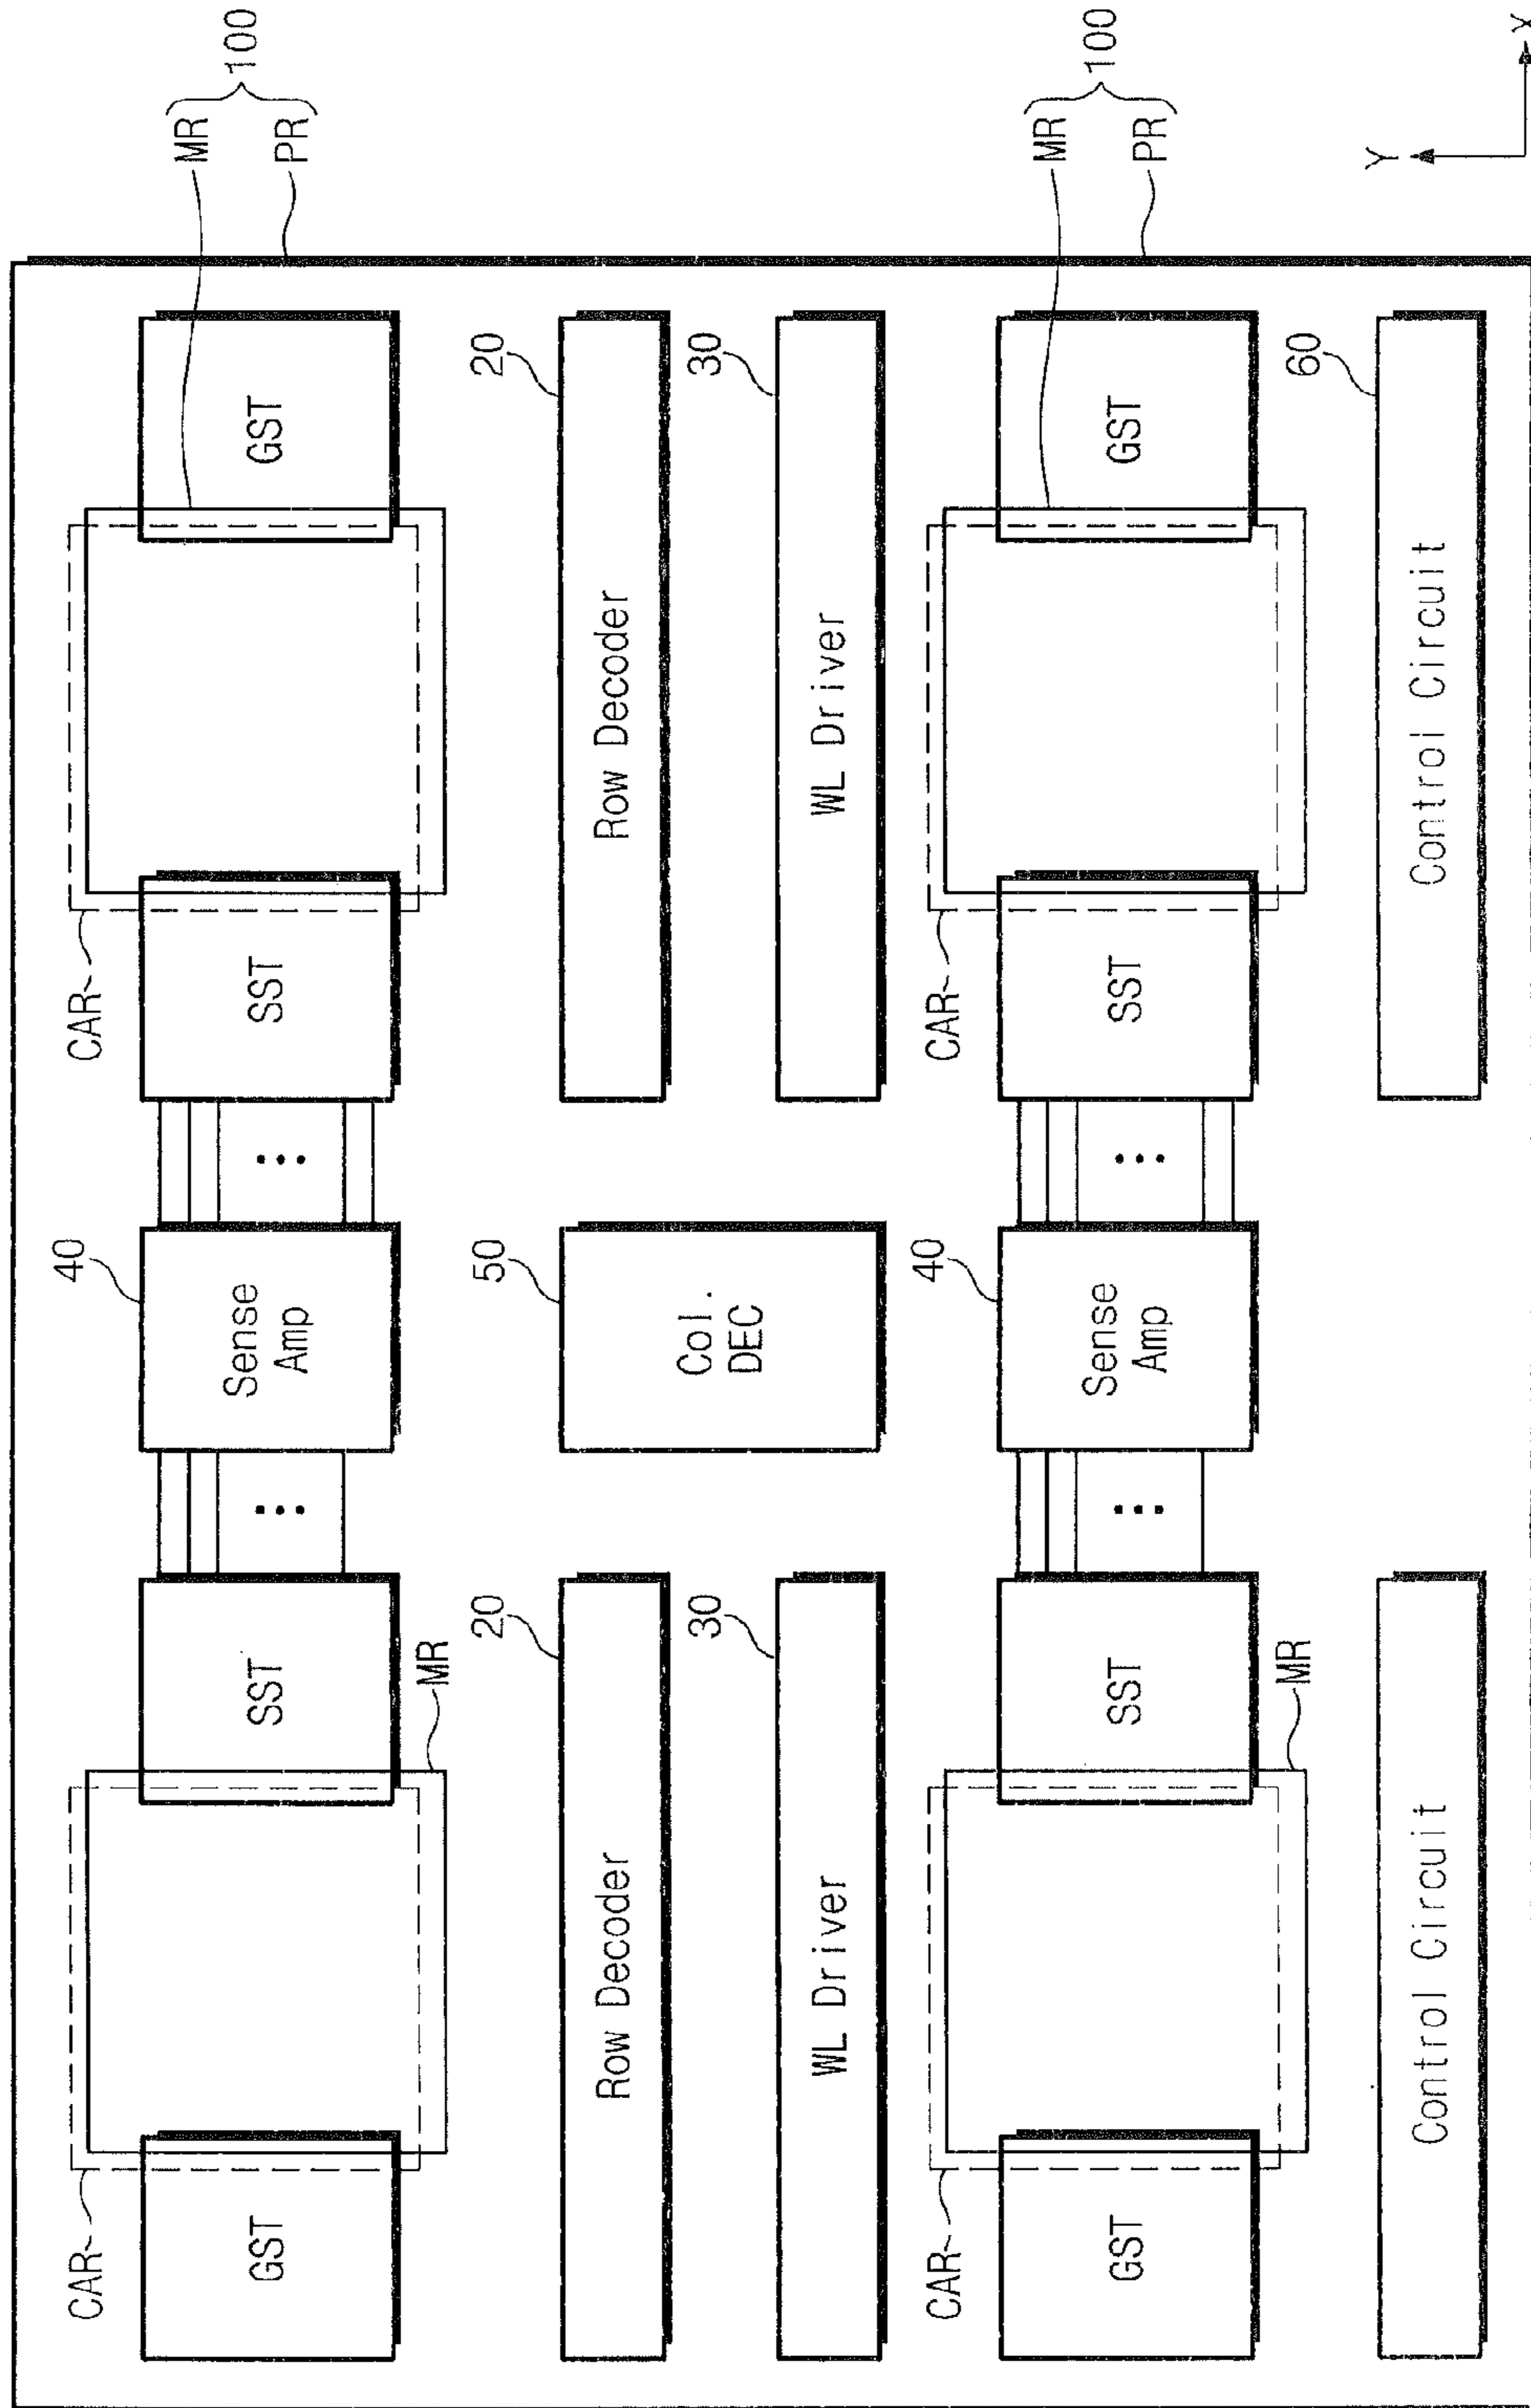 CAR
40
CAR
MR
100
PR
GST
SST
Sense
Amp
SST
GST
MR
20
50
20
Row Decoder
Col.
DEC
Row Decoder
30
30
WL Driver
WL Driver
CAR
40
CAR
MR
100
PR
GST
SST
Sense
Amp
SST
GST
MR
60
Control Circuit
Control Circuit
Y
X